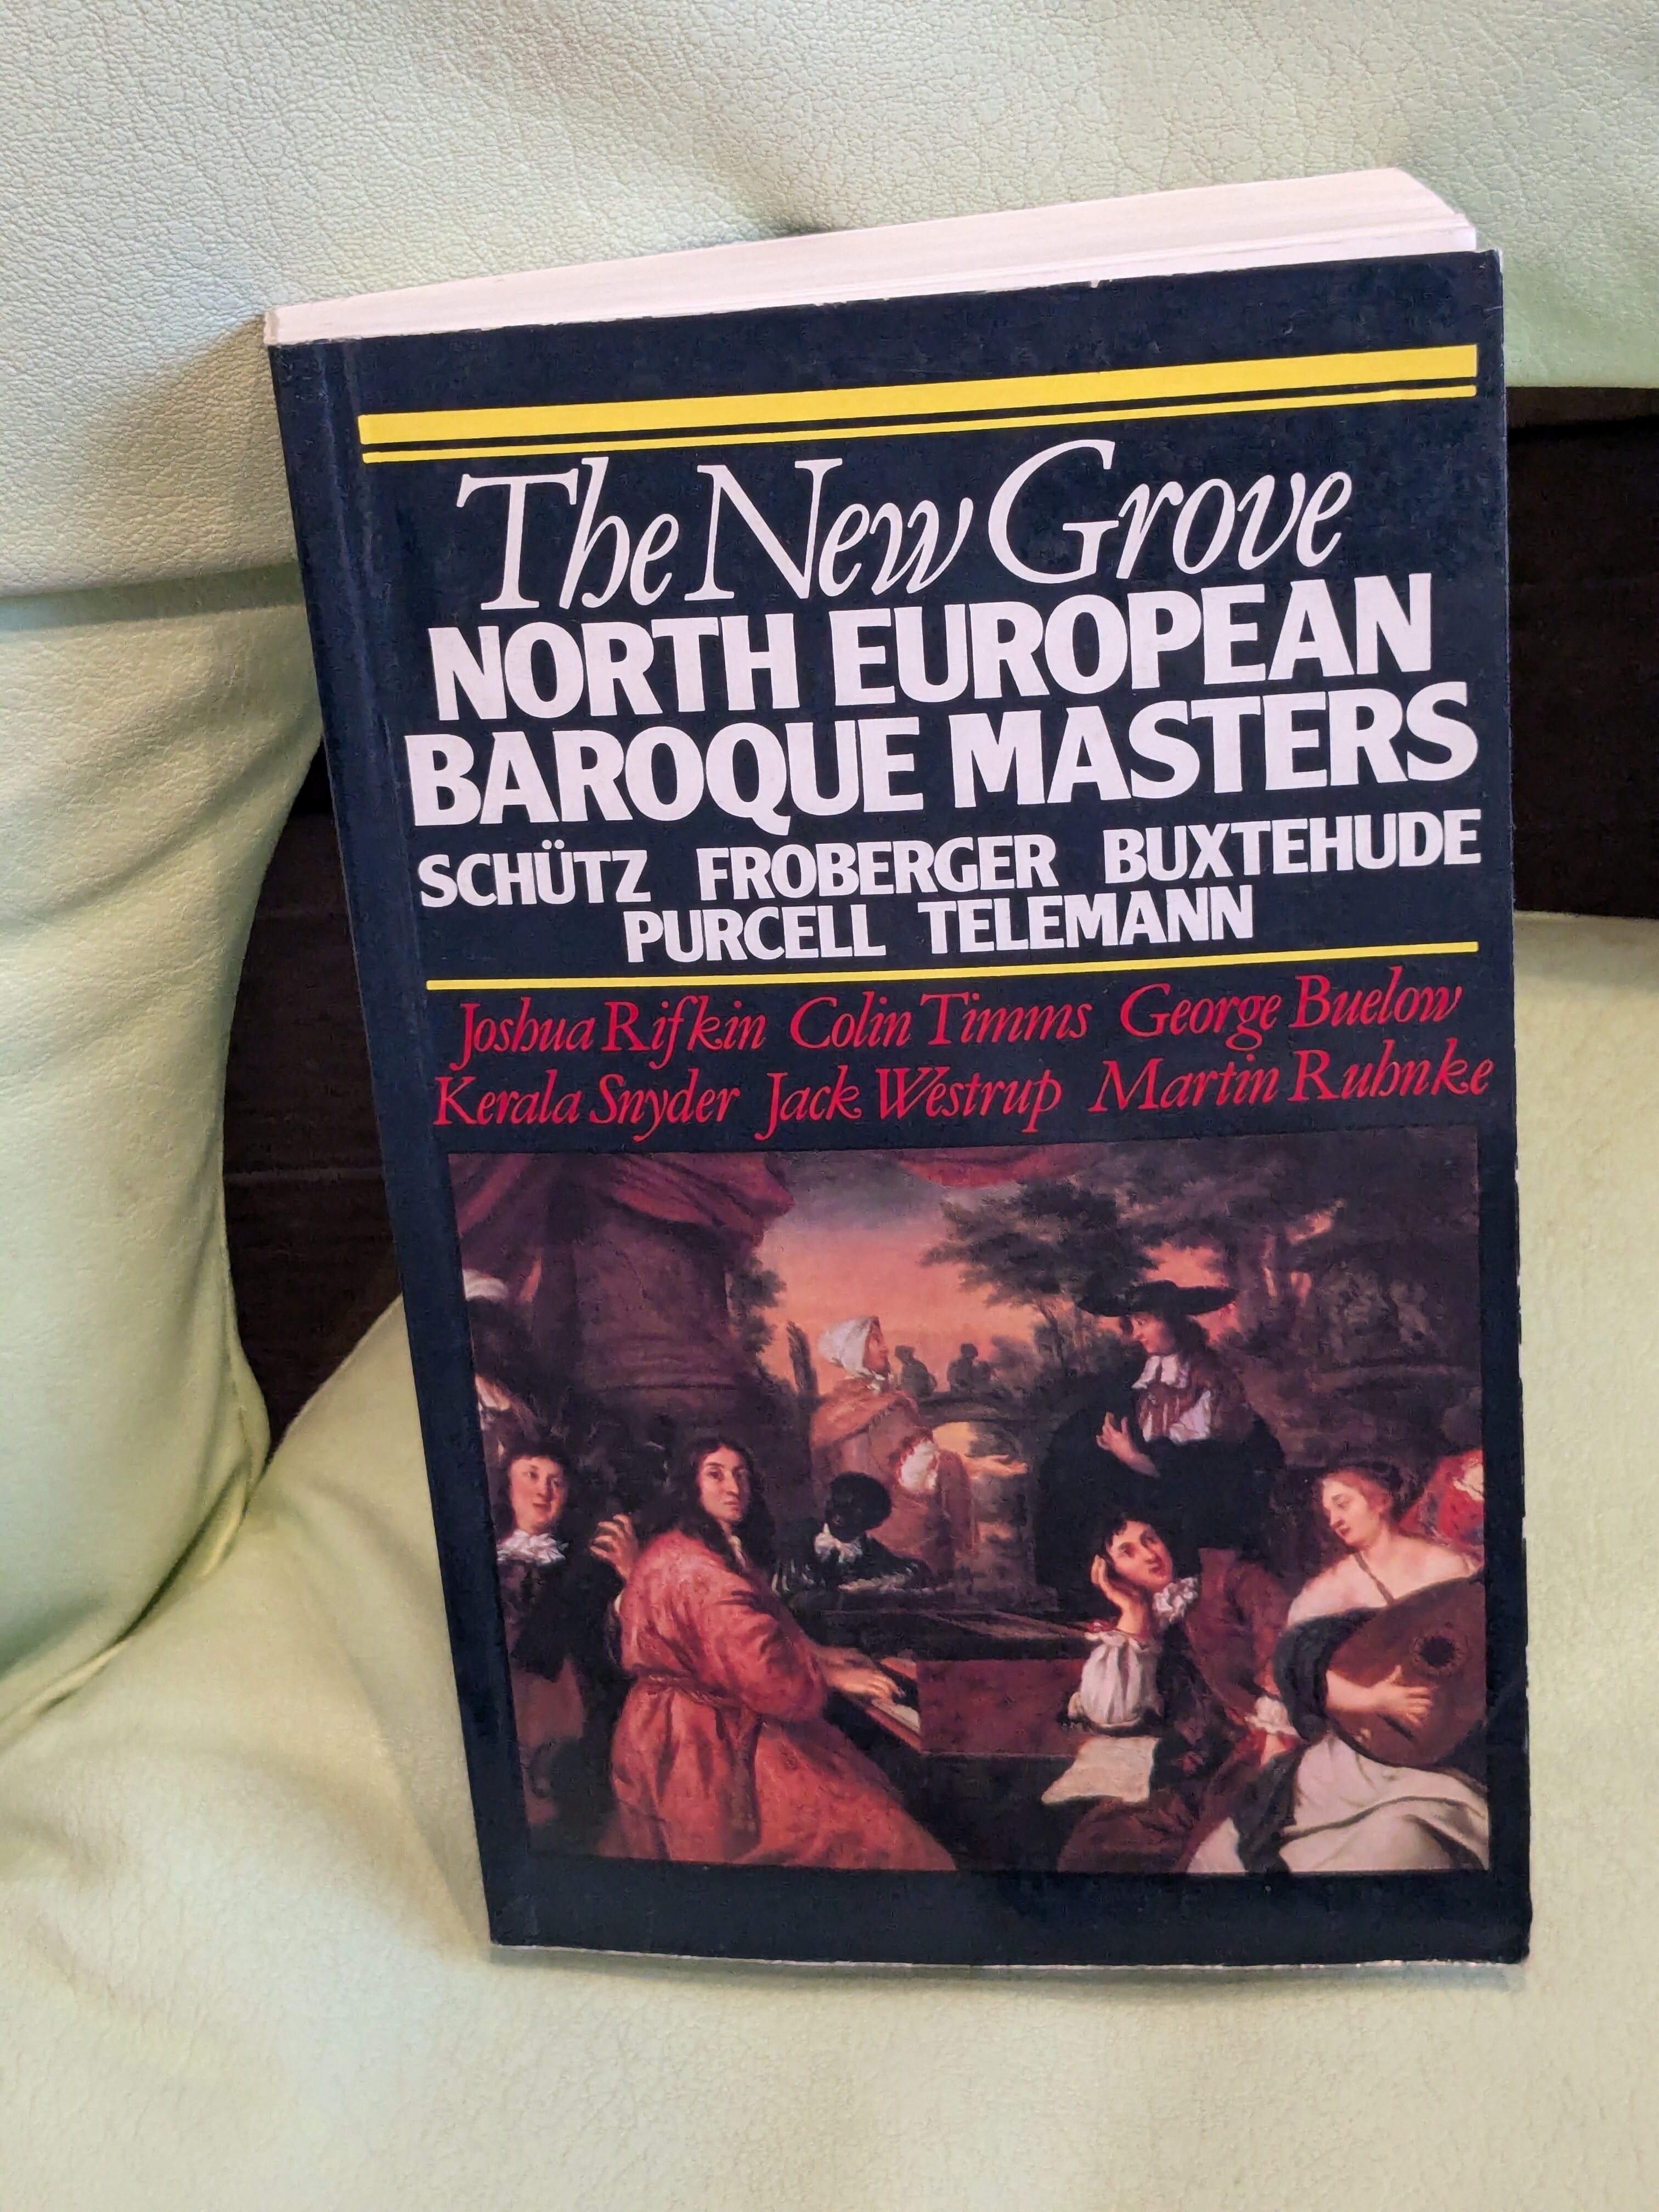 The New Grove
NORTH EUROPEAN
BAROQUE MASTERS
SCHÜTZ FROBERGER BUXTEHUDE
PURCELL TELEMANN
Joshua Rifkin Colin Timms George Buelow
Kerala Snyder Jack Westrup Martin Ruhnke